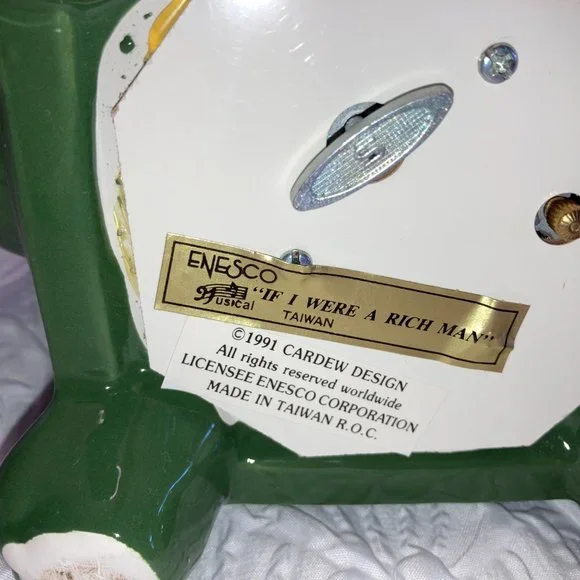 ENESCO
Musical "IF I WERE A RICH MAN"
TAIWAN
©1991 CARDEW DESIGN
All rights reserved worldwide
LICENSEE ENESCO CORPORATION
MADE IN TAIWAN R.O.C.